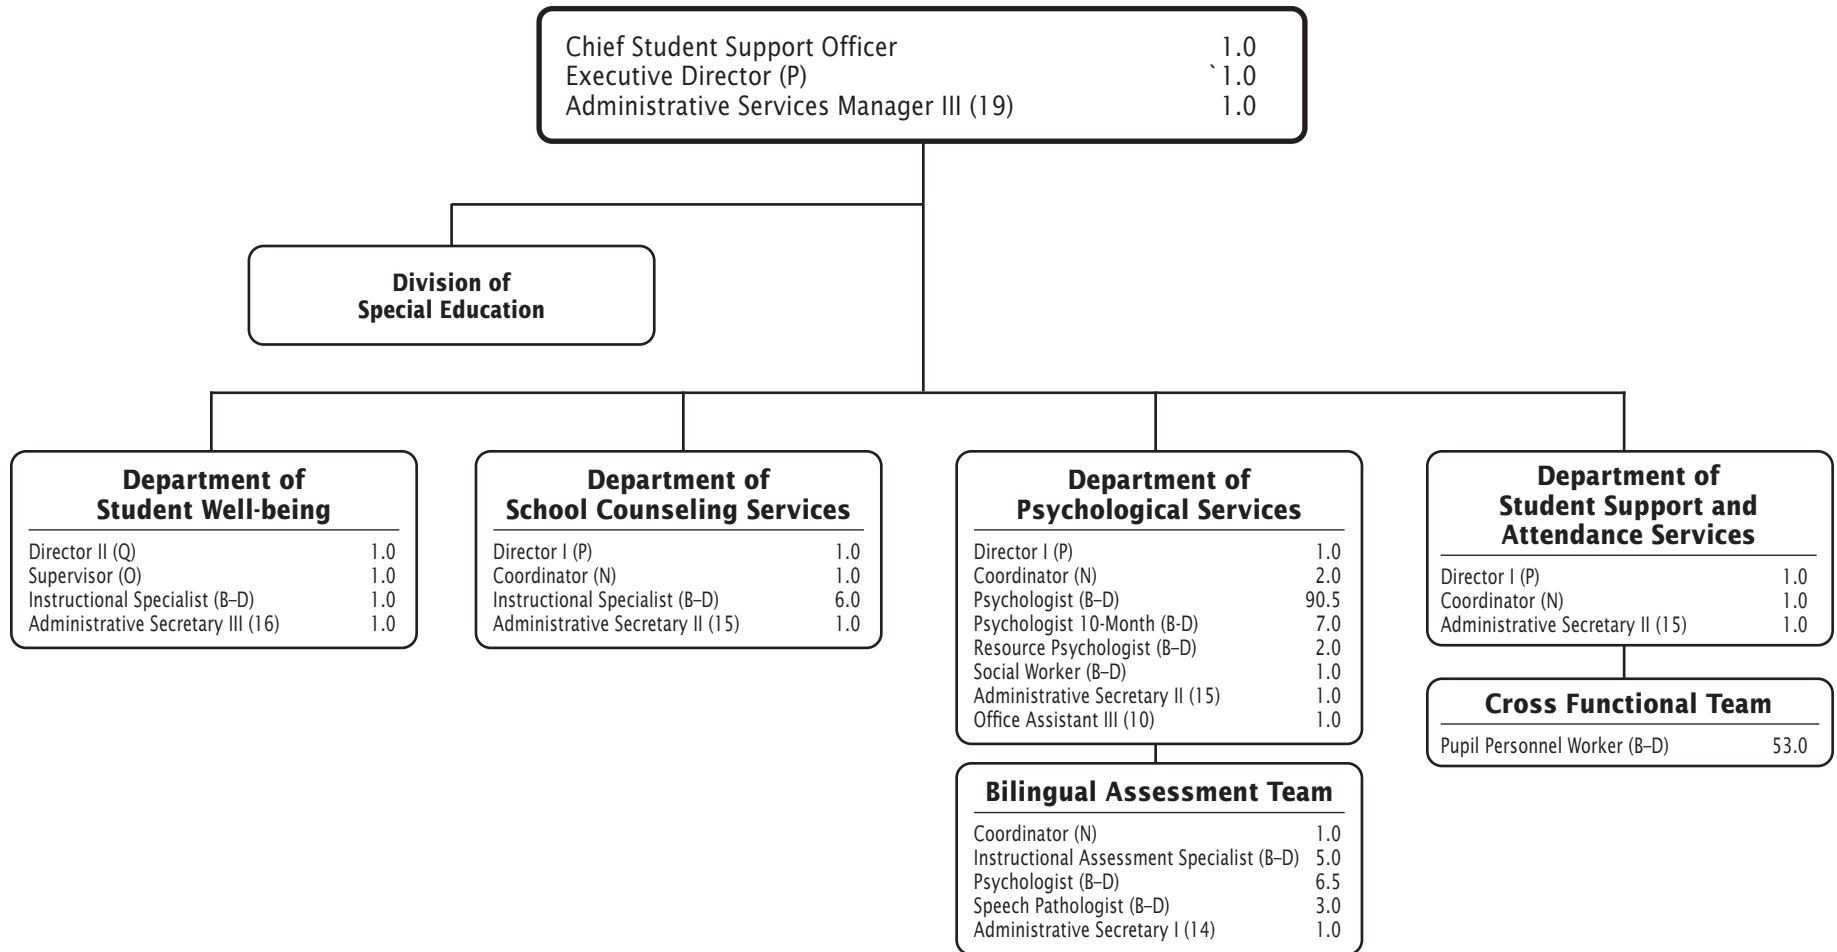 Chief Student Support Officer 1.0
Executive Director (P) `1.0
Administrative Services Manager III (19) 1.0
Division of
Special Education
Department of
Student Well-being
Director II (Q) 1.0
Supervisor (O) 1.0
Instructional Specialist (B–D) 1.0
Administrative Secretary III (16) 1.0
Department of
School Counseling Services
Director I (P) 1.0
Coordinator (N) 1.0
Instructional Specialist (B–D) 6.0
Administrative Secretary II (15) 1.0
Department of
Psychological Services
Director I (P) 1.0
Coordinator (N) 2.0
Psychologist (B–D) 90.5
Psychologist 10-Month (B-D) 7.0
Resource Psychologist (B–D) 2.0
Social Worker (B–D) 1.0
Administrative Secretary II (15) 1.0
Office Assistant III (10) 1.0
Bilingual Assessment Team
Coordinator (N) 1.0
Instructional Assessment Specialist (B–D) 5.0
Psychologist (B–D) 6.5
Speech Pathologist (B–D) 3.0
Administrative Secretary I (14) 1.0
Department of
Student Support and
Attendance Services
Director I (P) 1.0
Coordinator (N) 1.0
Administrative Secretary II (15) 1.0
Cross Functional Team
Pupil Personnel Worker (B–D) 53.0